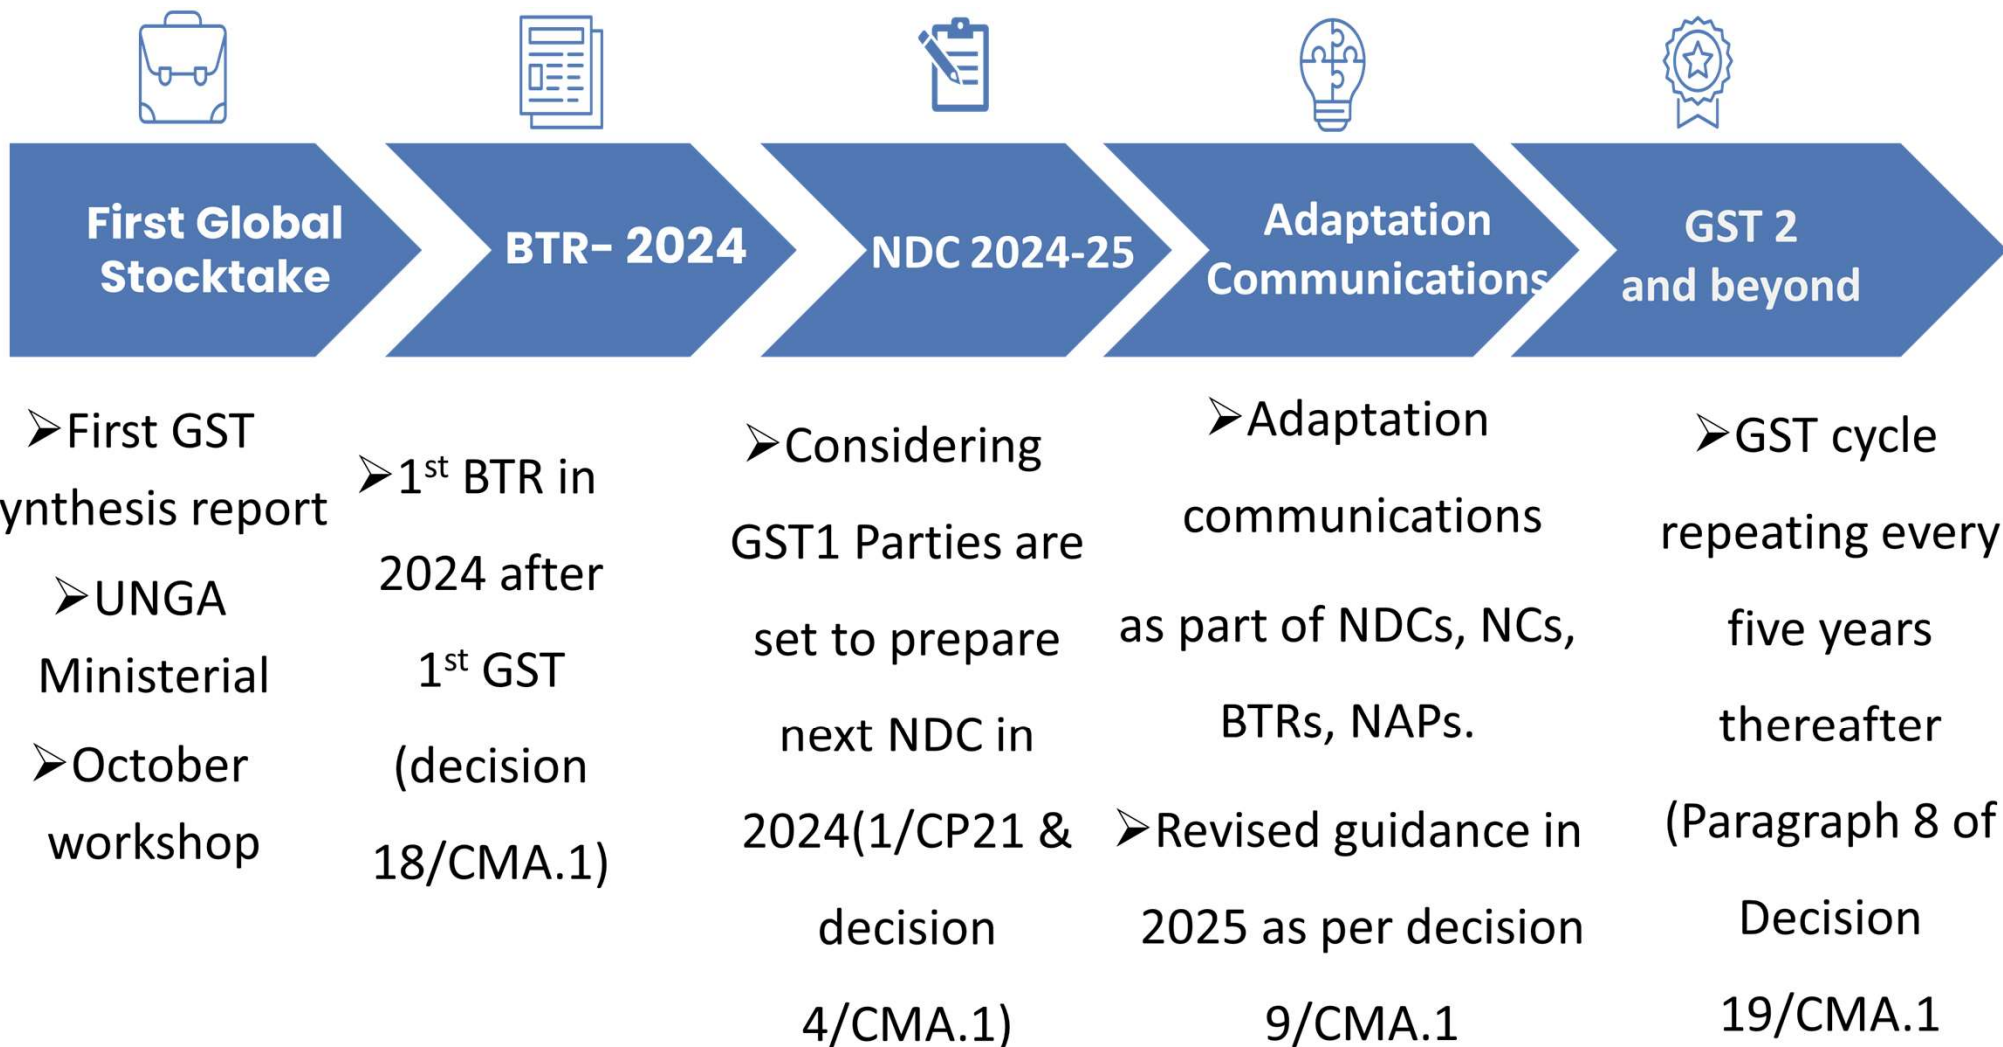 First Global
Stocktake
BTR– 2024
NDC 2024-25
Adaptation
Communications
GST 2
and beyond
➢First GST
ynthesis report
➢UNGA
Ministerial
➢October
workshop
➢1st BTR in
2024 after
1st GST
(decision
18/CMA.1)
➢Considering
GST1 Parties are
set to prepare
next NDC in
2024(1/CP21 &
decision
4/CMA.1)
➢Adaptation
communications
as part of NDCs, NCs,
BTRs, NAPs.
➢Revised guidance in
2025 as per decision
9/CMA.1
➢GST cycle
repeating every
five years
thereafter
(Paragraph 8 of
Decision
19/CMA.1